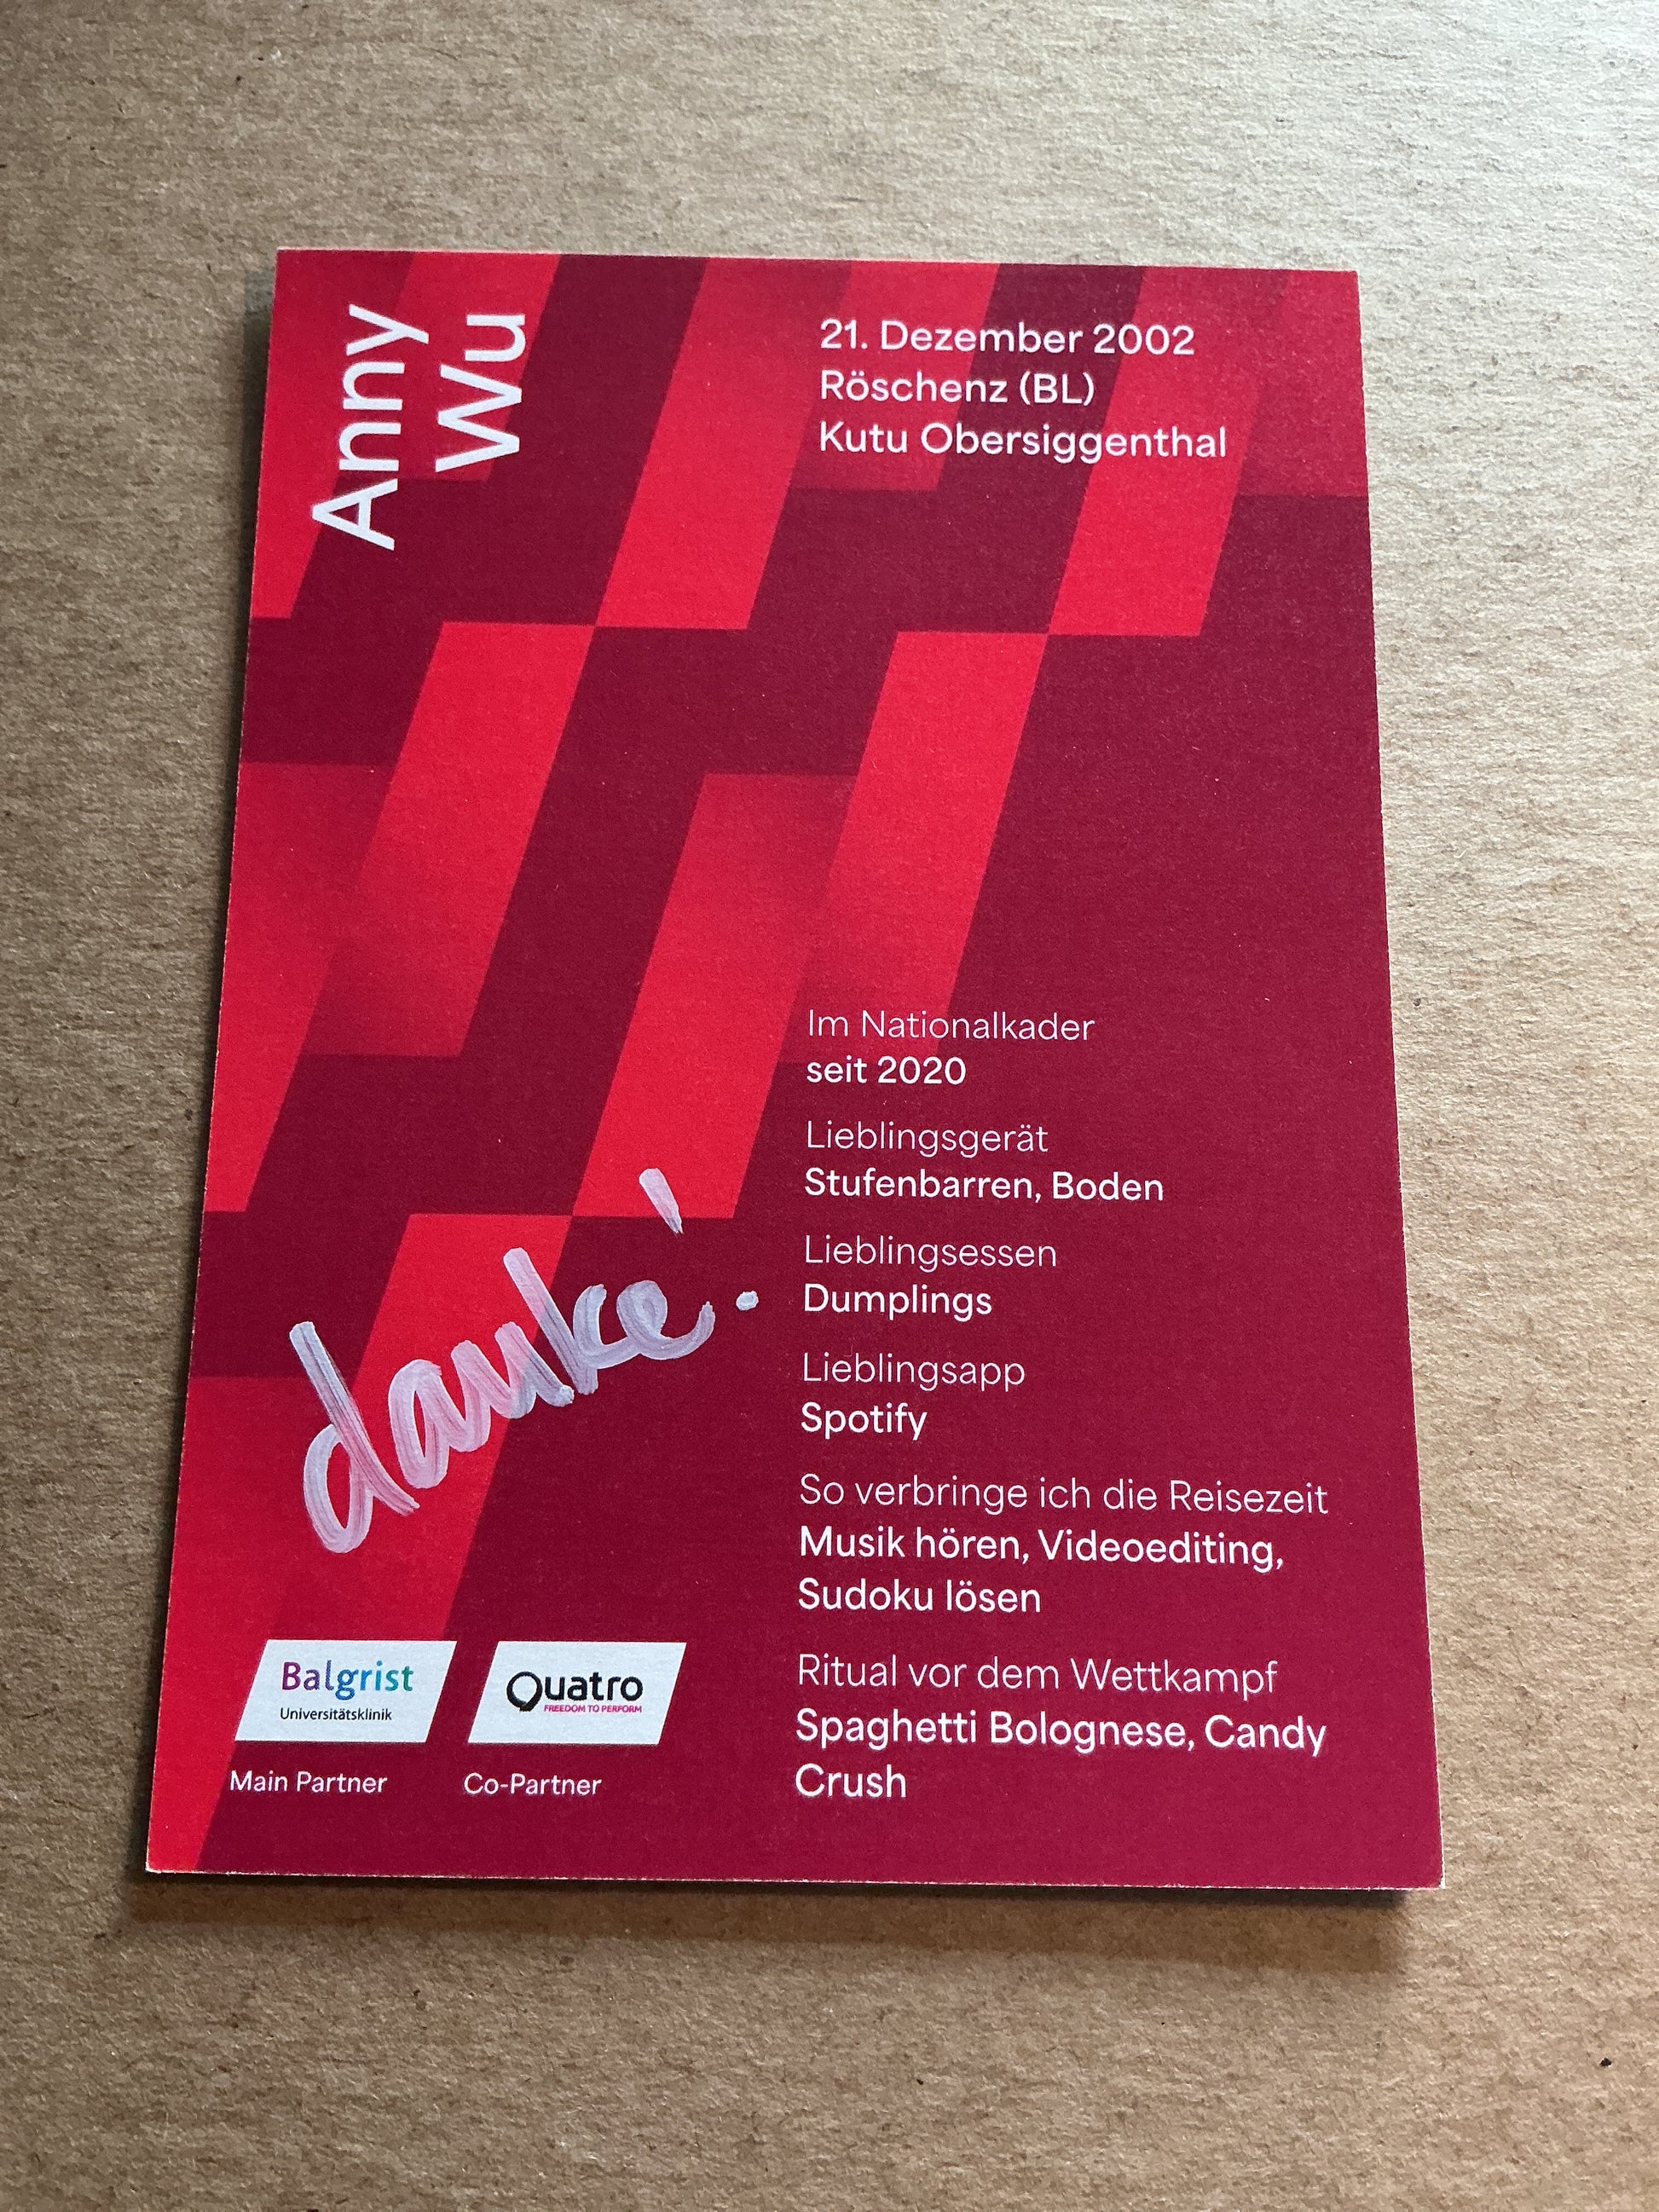 Anny
Wu
21. Dezember 2002
Röschenz (BL)
Kutu Obersiggenthal
Im Nationalkader
seit 2020
Lieblingsgerät
Stufenbarren, Boden
Lieblingsessen
Dumplings
Lieblingsapp
Spotify
So verbringe ich die Reisezeit
Musik hören, Videoediting,
Sudoku lösen
Ritual vor dem Wettkampf
Spaghetti Bolognese, Candy
Crush
danke!
Balgrist
Universitätsklinik
Main Partner
Quatro
FREEDOM TO PERFORM
Co-Partner